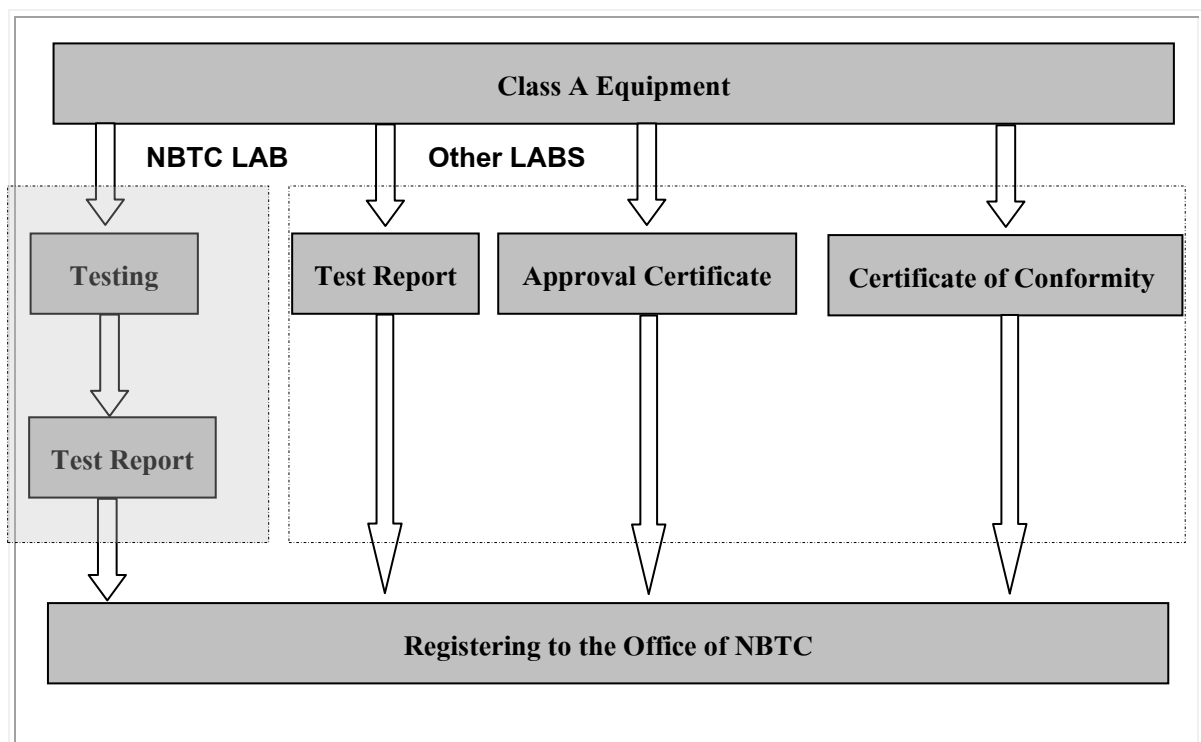 Class A Equipment
NBTC LAB
Other LABS
Testing
Test Report
Approval Certificate
Certificate of Conformity
Test Report
Registering to the Office of NBTC